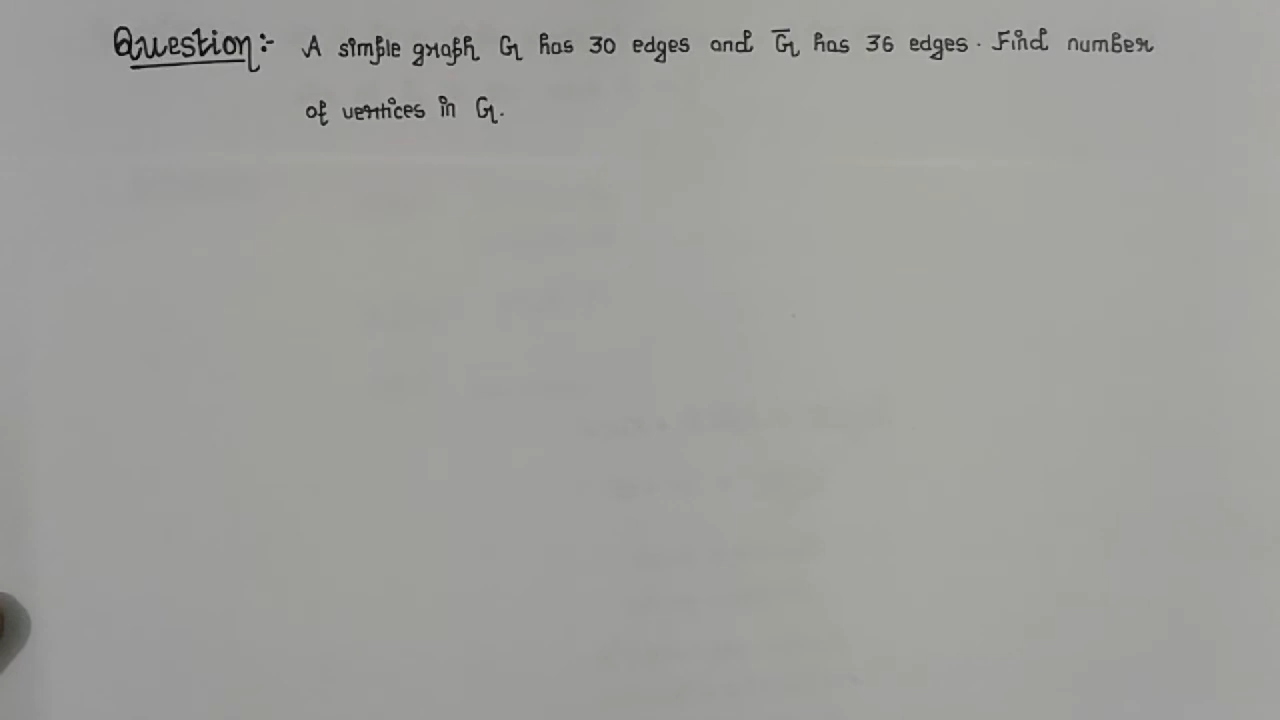 Question:- A simple graph G has 30 edges and G̅ has 36 edges. Find number
of vertices in G.